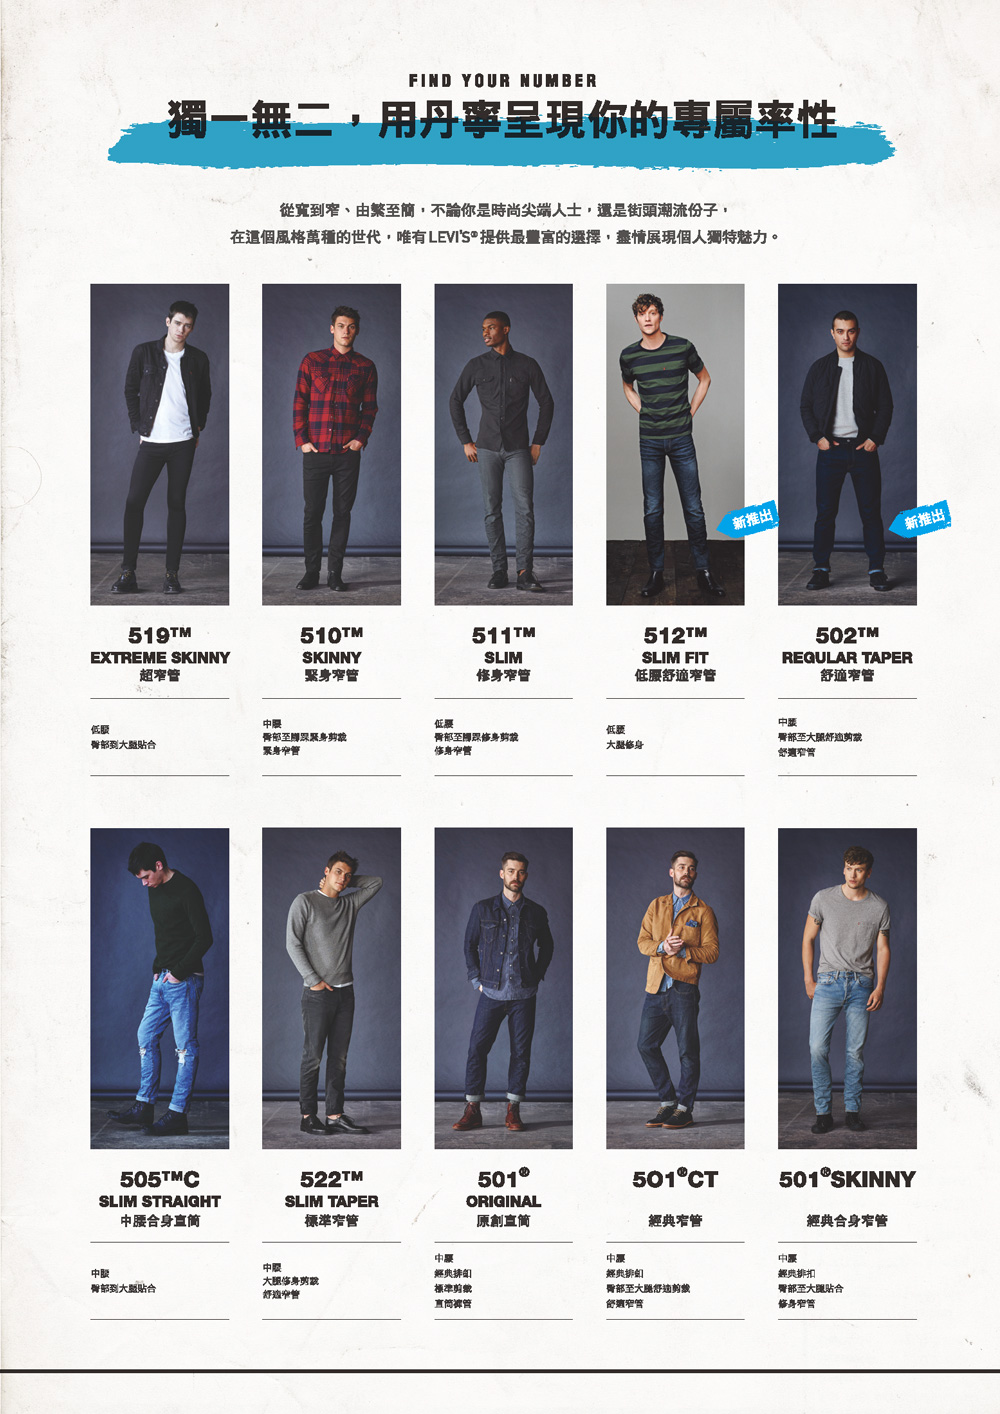 FIND YOUR NUMBER
獨一無二，用丹寧呈現你的專屬率性
從寬到窄、由繁至簡，不論你是時尚尖端人士，還是街頭潮流份子，
在這個風格萬種的世代，唯有 LEVI'S® 提供最豐富的選擇，盡情展現個人獨特魅力。
新推出
新推出
519™
EXTREME SKINNY
超窄管
低腰
臀部到大腿貼合
510™
SKINNY
緊身窄管
中腰
臀部至腳踝緊身剪裁
緊身窄管
511™
SLIM
修身窄管
低腰
臀部至腳踝修身剪裁
修身窄管
512™
SLIM FIT
低腰舒適窄管
低腰
大腿修身
502™
REGULAR TAPER
舒適窄管
中腰
臀部至大腿舒適剪裁
舒適窄管
505™C
SLIM STRAIGHT
中腰合身直筒
中腰
臀部到大腿貼合
522™
SLIM TAPER
標準窄管
中腰
大腿修身剪裁
舒適窄管
501®
ORIGINAL
原創直筒
中腰
經典排釦
標準剪裁
直筒褲管
501®CT
經典窄管
中腰
經典排釦
臀部至大腿舒適剪裁
舒適窄管
501®SKINNY
經典合身窄管
中腰
經典排扣
臀部至大腿貼合
修身窄管